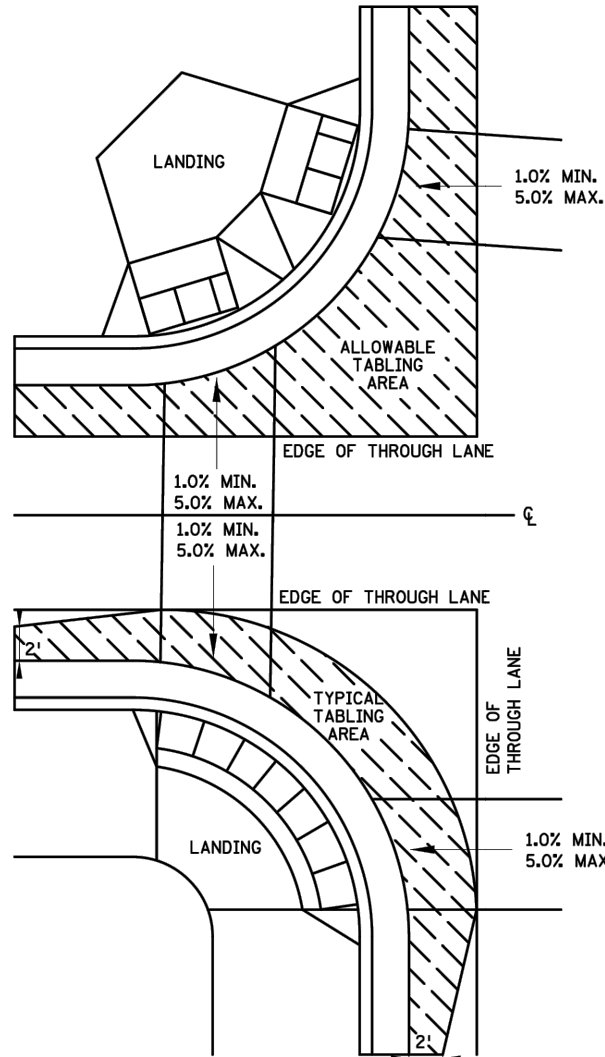 LANDING
1.0% MIN.
5.0% MAX.
ALLOWABLE
TABLING
AREA
EDGE OF THROUGH LANE
1.0% MIN.
5.0% MAX.
℄
1.0% MIN.
5.0% MAX.
EDGE OF THROUGH LANE
2'
TYPICAL
TABLING
AREA
EDGE OF
THROUGH LANE
LANDING
1.0% MIN.
5.0% MAX
2'